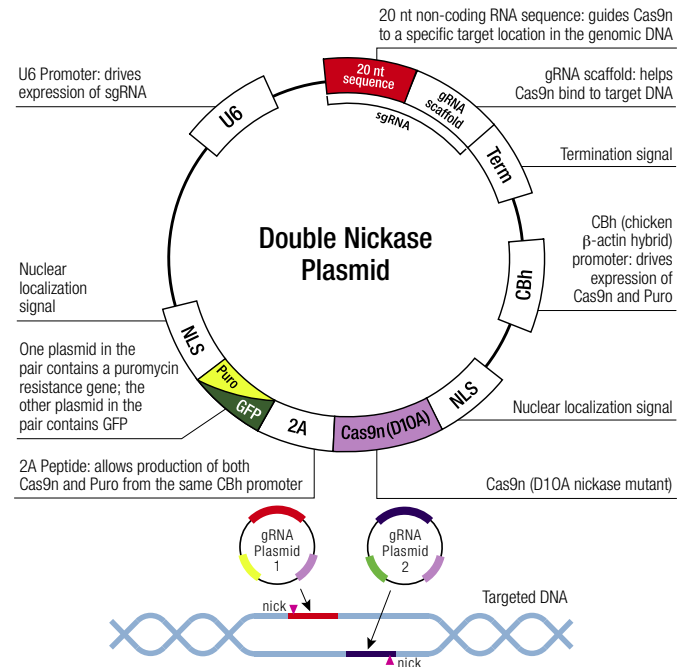 20 nt non-coding RNA sequence: guides Cas9n
to a specific target location in the genomic DNA
U6 Promoter: drives
expression of sgRNA
gRNA scaffold: helps
Cas9n bind to target DNA
20 nt
sequence
gRNA
scaffold
sgRNA
U6
Term
Termination signal
Double Nickase
Plasmid
CBh (chicken
β-actin hybrid)
promoter: drives
expression of
Cas9n and Puro
CBh
Nuclear
localization
signal
NLS
One plasmid in the
pair contains a puromycin
resistance gene; the
other plasmid in the
pair contains GFP
Puro
GFP
2A
Cas9n (D10A)
NLS
Nuclear localization signal
2A Peptide: allows production of both
Cas9n and Puro from the same CBh promoter
Cas9n (D10A nickase mutant)
gRNA
Plasmid
1
gRNA
Plasmid
2
Targeted DNA
nick
nick